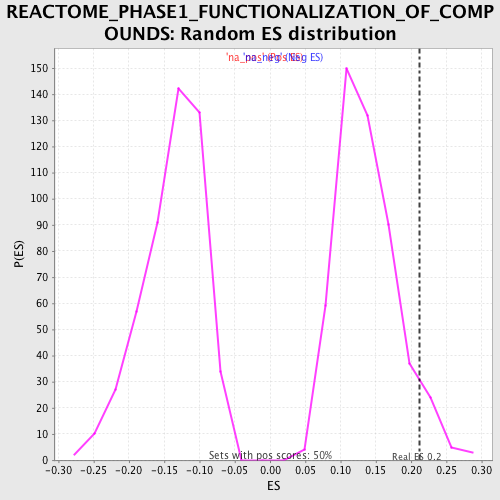 REACTOME_PHASE1_FUNCTIONALIZATION_OF_COMP
OUNDS: Random ES distribution
150
140
130
120
110
100
90
80
70
60
50
40
30
20
10
0
P(ES)
Sets with pos scores: 50%
Real ES 0.2
-0.30 -0.25 -0.20 -0.15 -0.10 -0.05 0.00 0.05 0.10 0.15 0.20 0.25 0.30
ES